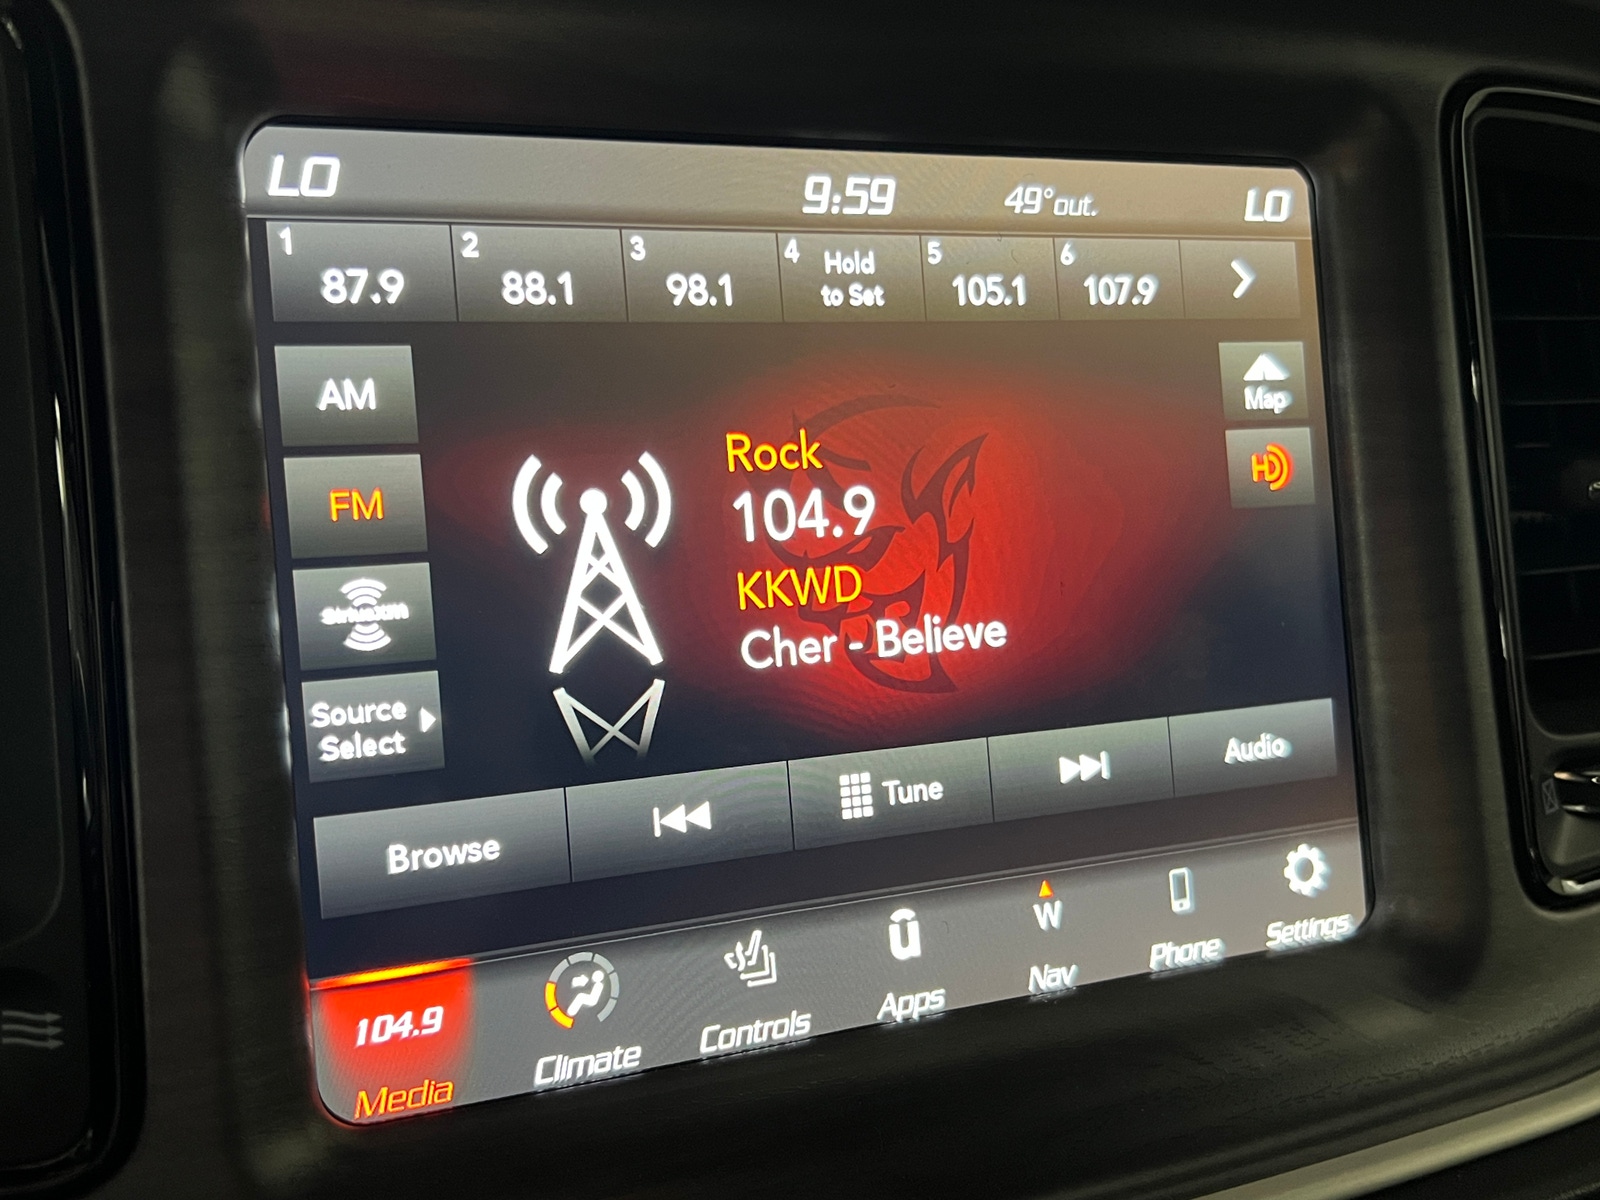 LO
9:59
49°out.
LO
1
87.9
2
88.1
3
98.1
4
Hold
to Set
5
105.1
6
107.9
AM
FM
SiriusXM
Source
Select
Rock
104.9
KKWD
Cher - Believe
Map
HD
Browse
Tune
Audio
104.9
Media
Climate
Controls
Apps
W
Nav
Phone
Settings